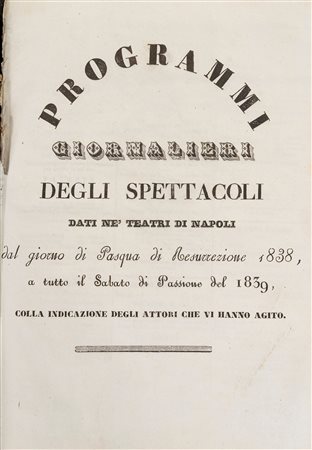 PROGRAMMI
GIORNALIERI
DEGLI SPETTACOLI
DATI NE' TEATRI DI NAPOLI
dal giorno di Pasqua di Resurrezione 1838,
a tutto il Sabato di Passione del 1839,
COLLA INDICAZIONE DEGLI ATTORI CHE VI HANNO AGITO.